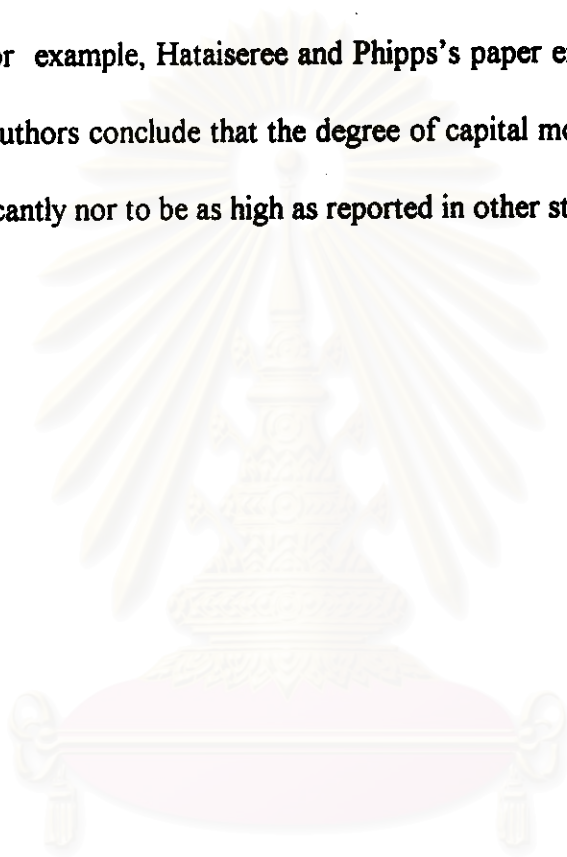 or example, Hataiseree and Phipps's paper e
uthors conclude that the degree of capital m
cantly nor to be as high as reported in other st